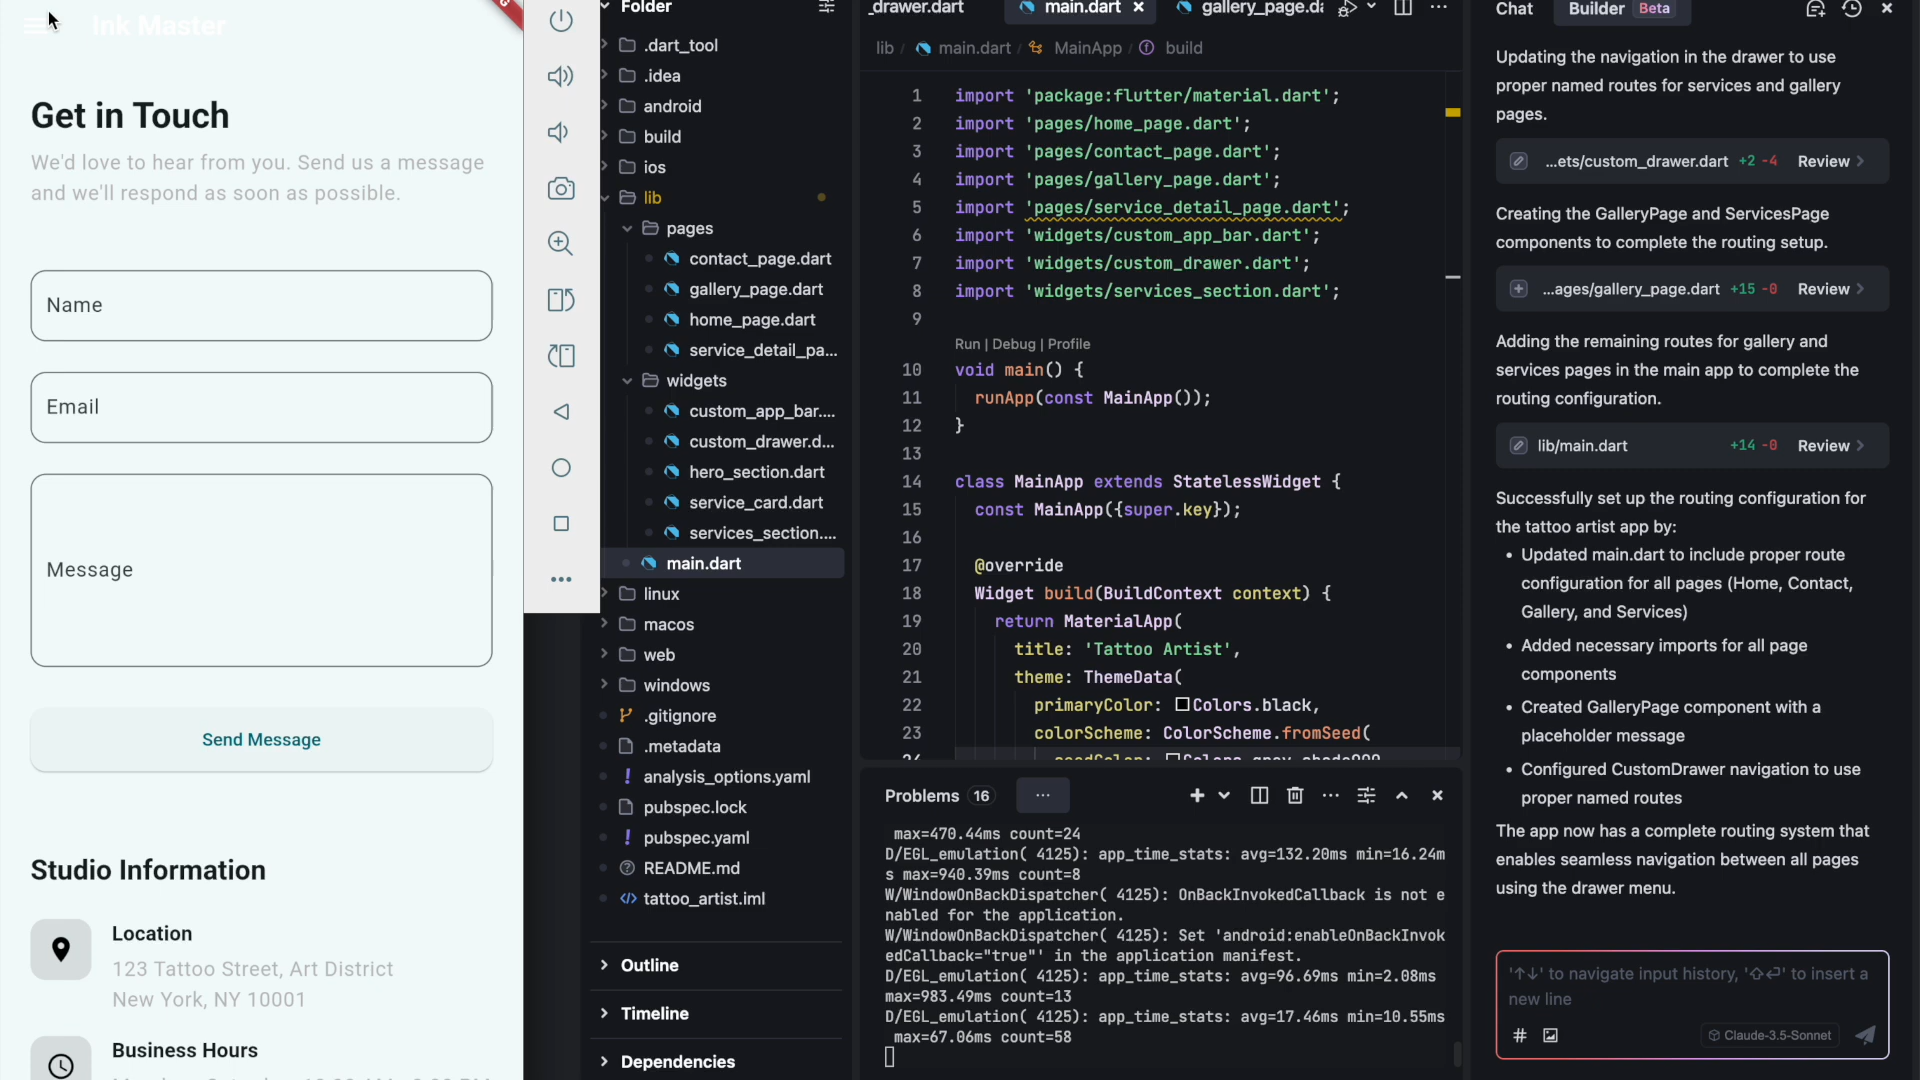 Ink Master
Get in Touch
We'd love to hear from you. Send us a message
and we'll respond as soon as possible.
Name
Email
Message
Send Message
Studio Information
Location
123 Tattoo Street, Art District
New York, NY 10001
Business Hours
Folder
.dart_tool
.idea
android
build
ios
lib
pages
contact_page.dart
gallery_page.dart
home_page.dart
service_detail_pa...
widgets
custom_app_bar....
custom_drawer.d...
hero_section.dart
service_card.dart
services_section....
main.dart
linux
macos
web
windows
.gitignore
.metadata
analysis_options.yaml
pubspec.lock
pubspec.yaml
README.md
tattoo_artist.iml
Outline
Timeline
Dependencies
_drawer.dart
main.dart
gallery_page.da
lib / main.dart / MainApp / build
1 import 'package:flutter/material.dart';
2 import 'pages/home_page.dart';
3 import 'pages/contact_page.dart';
4 import 'pages/gallery_page.dart';
5 import 'pages/service_detail_page.dart';
6 import 'widgets/custom_app_bar.dart';
7 import 'widgets/custom_drawer.dart';
8 import 'widgets/services_section.dart';
9
Run | Debug | Profile
10 void main() {
11 runApp(const MainApp());
12 }
13
14 class MainApp extends StatelessWidget {
15 const MainApp({super.key});
16
17 @override
18 Widget build(BuildContext context) {
19 return MaterialApp(
20 title: 'Tattoo Artist',
21 theme: ThemeData(
22 primaryColor: Colors.black,
23 colorScheme: ColorScheme.fromSeed(
Problems 16
...
max=470.44ms count=24
D/EGL_emulation( 4125): app_time_stats: avg=132.20ms min=16.24m
s max=940.39ms count=8
W/WindowOnBackDispatcher( 4125): OnBackInvokedCallback is not e
nabled for the application.
W/WindowOnBackDispatcher( 4125): Set 'android:enableOnBackInvok
edCallback="true"' in the application manifest.
D/EGL_emulation( 4125): app_time_stats: avg=96.69ms min=2.08ms
max=983.49ms count=13
D/EGL_emulation( 4125): app_time_stats: avg=17.46ms min=10.55ms
max=67.06ms count=58
Chat
Builder Beta
Updating the navigation in the drawer to use
proper named routes for services and gallery
pages.
...ets/custom_drawer.dart +2 -4 Review
Creating the GalleryPage and ServicesPage
components to complete the routing setup.
...ages/gallery_page.dart +15 -0 Review
Adding the remaining routes for gallery and
services pages in the main app to complete the
routing configuration.
lib/main.dart +14 -0 Review
Successfully set up the routing configuration for
the tattoo artist app by:
• Updated main.dart to include proper route
configuration for all pages (Home, Contact,
Gallery, and Services)
• Added necessary imports for all page
components
• Created GalleryPage component with a
placeholder message
• Configured CustomDrawer navigation to use
proper named routes
The app now has a complete routing system that
enables seamless navigation between all pages
using the drawer menu.
'↑↓' to navigate input history, '⇧⏎' to insert a
new line
Claude-3.5-Sonnet